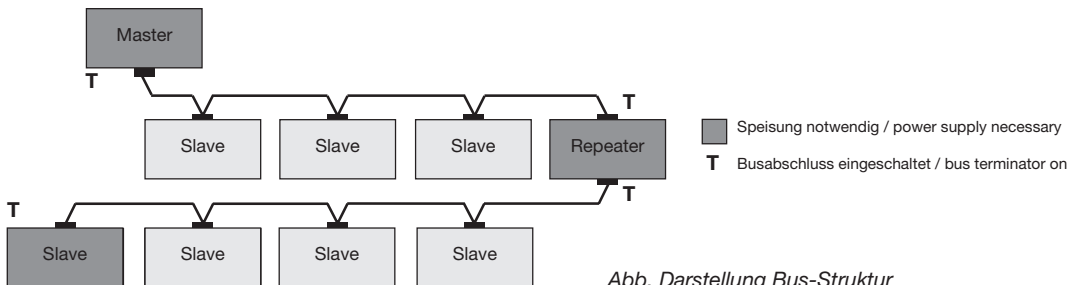 Master
T
T
Slave Slave Slave Repeater
Speisung notwendig / power supply necessary
T Busabschluss eingeschaltet / bus terminator on
T
T
Slave Slave Slave Slave
Abb. Darstellung Bus-Struktur